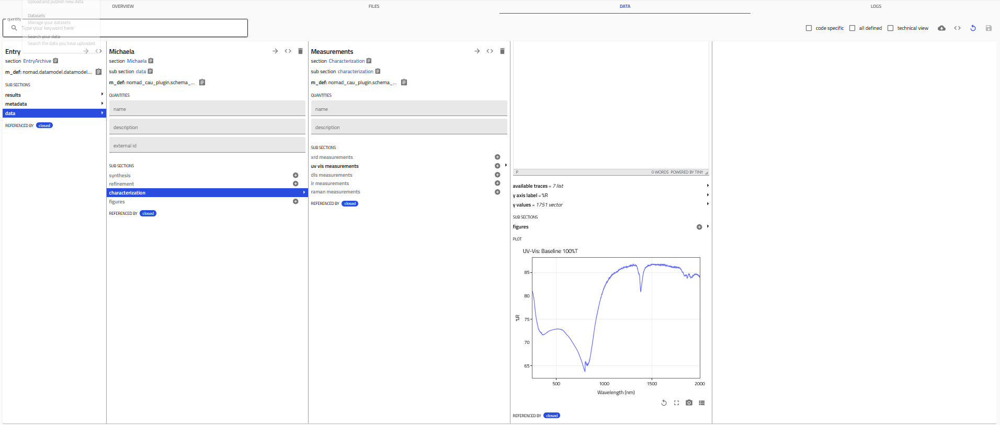 Upload and publish new data
OVERVIEW
FILES
DATA
LOGS
Datasets
Manage your datasets
quantity
Type your keyword here
Search your data
Search the data you have uploaded
code specific
all defined
technical view
Entry
section EntryArchive
m_def: nomad.datamodel.datamodel....
SUB SECTIONS
results
metadata
data
REFERENCED BY closed
Michaela
section Michaela
sub section data
m_def: nomad_cau_plugin.schema_...
QUANTITIES
name
description
external id
SUB SECTIONS
synthesis
refinement
characterization
figures
REFERENCED BY closed
Measurements
section Characterization
sub section characterization
m_def: nomad_cau_plugin.schema_...
QUANTITIES
name
description
SUB SECTIONS
xrd measurements
uv vis measurements
dls measurements
ir measurements
raman measurements
REFERENCED BY closed
P
0 WORDS POWERED BY TINY
available traces = 7 list
y axis label = %R
y values = 1751 vector
SUB SECTIONS
figures
PLOT
UV-Vis: Baseline 100%T
85
80
75
70
65
%R
500
1000
1500
2000
Wavelength (nm)
REFERENCED BY closed